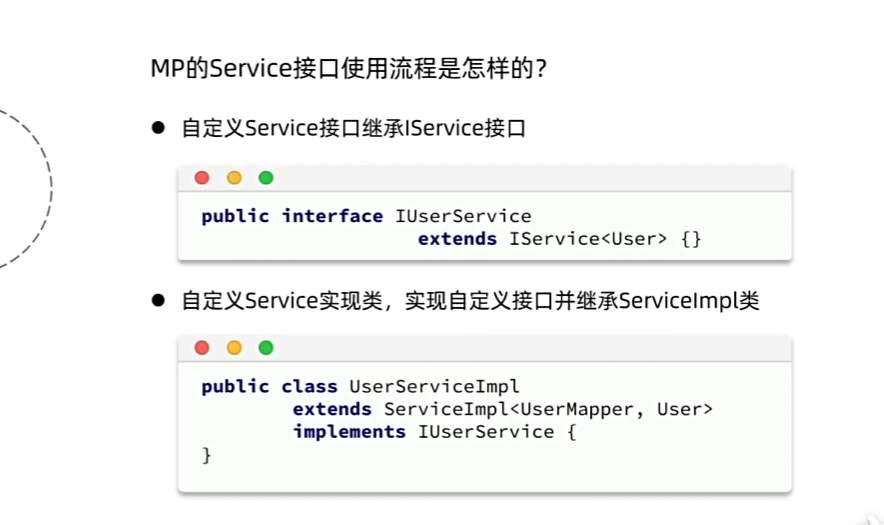 MP的Service接口使用流程是怎样的？
● 自定义Service接口继承IService接口
public interface IUserService
extends IService<User> {}
● 自定义Service实现类，实现自定义接口并继承ServiceImpl类
public class UserServiceImpl
extends ServiceImpl<UserMapper, User>
implements IUserService {
}